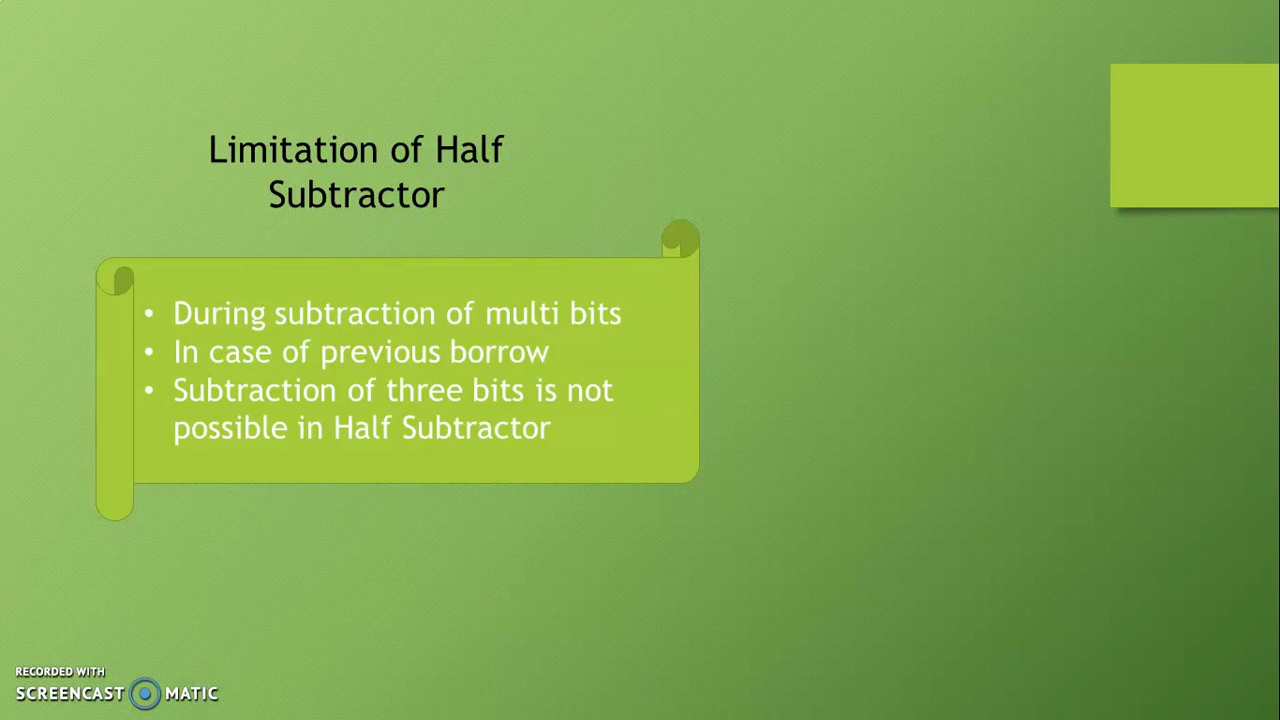 Limitation of Half
Subtractor
• During subtraction of multi bits
• In case of previous borrow
• Subtraction of three bits is not
possible in Half Subtractor
RECORDED WITH
SCREENCAST MATIC